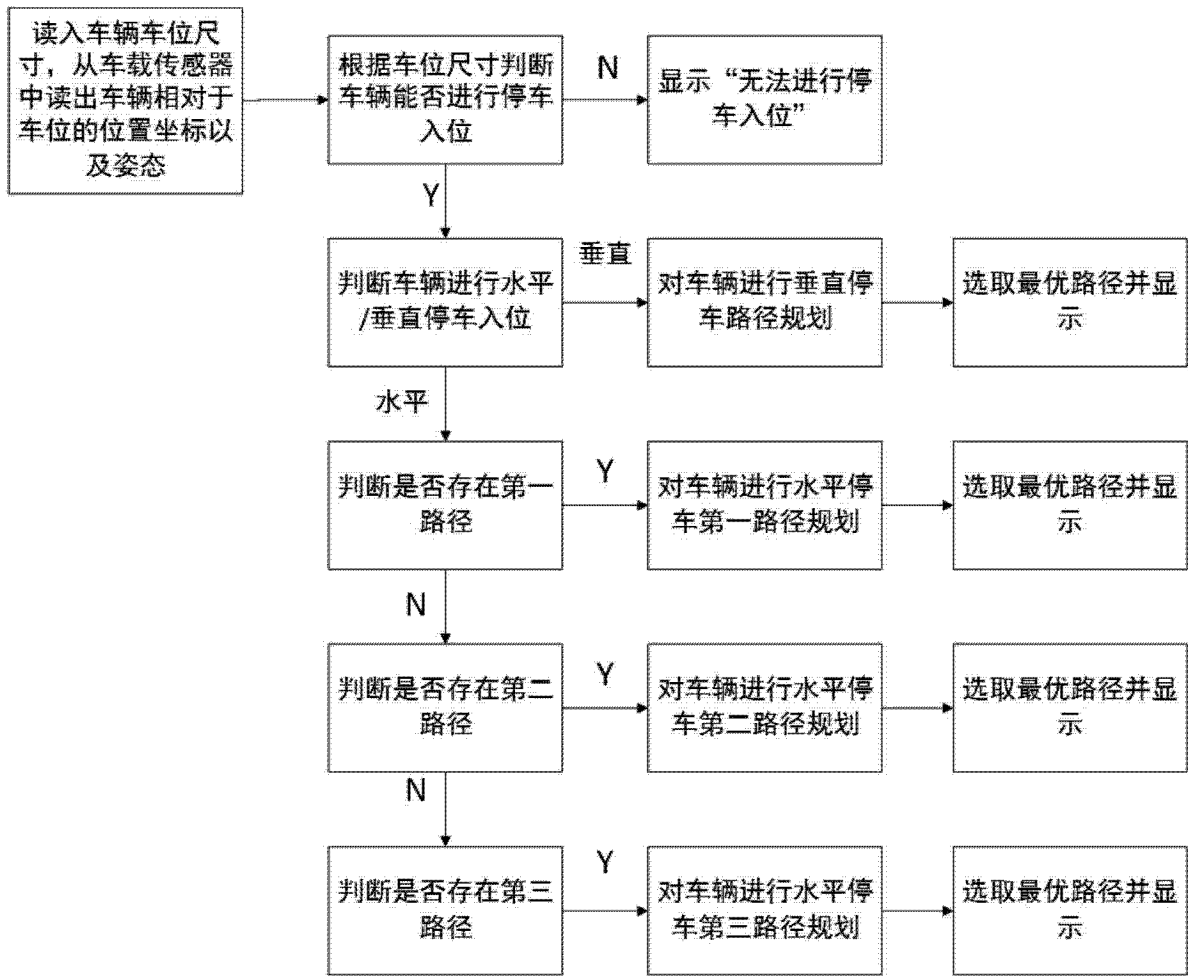 读入车辆车位尺
寸，从车载传感器
中读出车辆相对于
车位的位置坐标以
及姿态
根据车位尺寸判断
车辆能否进行停车
入位
N
显示“无法进行停
车入位”
Y
判断车辆进行水平
/垂直停车入位
垂直
对车辆进行垂直停
车路径规划
选取最优路径并显
示
水平
判断是否存在第一
路径
Y
对车辆进行水平停
车第一路径规划
选取最优路径并显
示
N
判断是否存在第二
路径
Y
对车辆进行水平停
车第二路径规划
选取最优路径并显
示
N
判断是否存在第三
路径
Y
对车辆进行水平停
车第三路径规划
选取最优路径并显
示